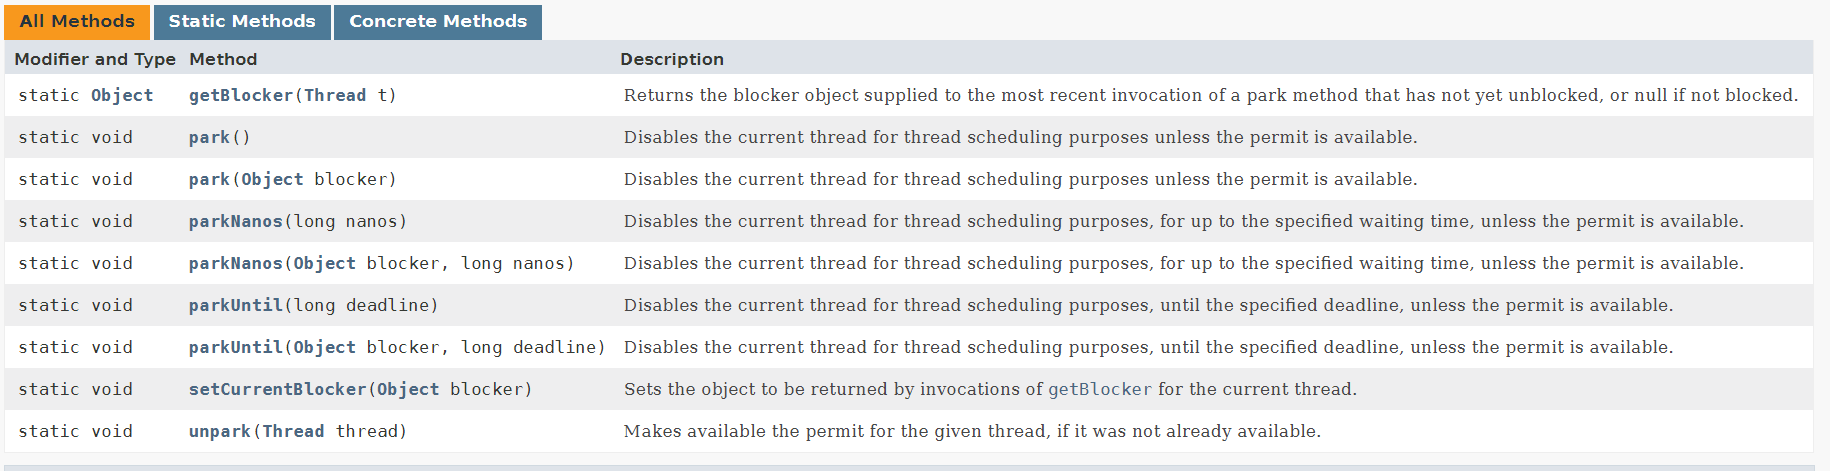 All Methods Static Methods Concrete Methods
Modifier and Type Method Description
static Object getBlocker(Thread t) Returns the blocker object supplied to the most recent invocation of a park method that has not yet unblocked, or null if not blocked.
static void park() Disables the current thread for thread scheduling purposes unless the permit is available.
static void park(Object blocker) Disables the current thread for thread scheduling purposes unless the permit is available.
static void parkNanos(long nanos) Disables the current thread for thread scheduling purposes, for up to the specified waiting time, unless the permit is available.
static void parkNanos(Object blocker, long nanos) Disables the current thread for thread scheduling purposes, for up to the specified waiting time, unless the permit is available.
static void parkUntil(long deadline) Disables the current thread for thread scheduling purposes, until the specified deadline, unless the permit is available.
static void parkUntil(Object blocker, long deadline) Disables the current thread for thread scheduling purposes, until the specified deadline, unless the permit is available.
static void setCurrentBlocker(Object blocker) Sets the object to be returned by invocations of getBlocker for the current thread.
static void unpark(Thread thread) Makes available the permit for the given thread, if it was not already available.